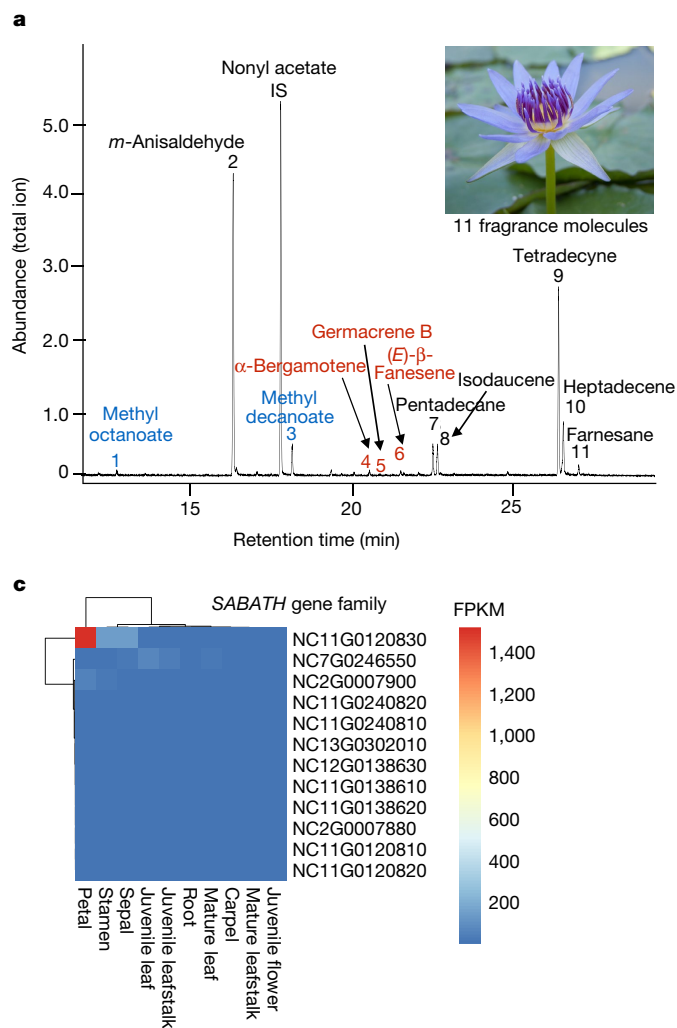 a
Nonyl acetate
IS
m-Anisaldehyde
2
11 fragrance molecules
Tetradecyne
9
Germacrene B
(E)-β-
Fanesene
α-Bergamotene
Isodaucene
Methyl
octanoate
1
Methyl
decanoate
3
4
5
6
Pentadecane
7
8
Heptadecene
10
Farnesane
11
Abundance (total ion)
5.0
4.0
3.0
2.0
1.0
0
15
20
25
Retention time (min)
c
SABATH gene family
FPKM
NC11G0120830
NC7G0246550
NC2G0007900
NC11G0240820
NC11G0240810
NC13G0302010
NC12G0138630
NC11G0138610
NC11G0138620
NC2G0007880
NC11G0120810
NC11G0120820
1,400
1,200
1,000
800
600
400
200
Petal
Stamen
Sepal
Juvenile leaf
Juvenile leafstalk
Root
Mature leaf
Carpel
Mature leafstalk
Juvenile flower